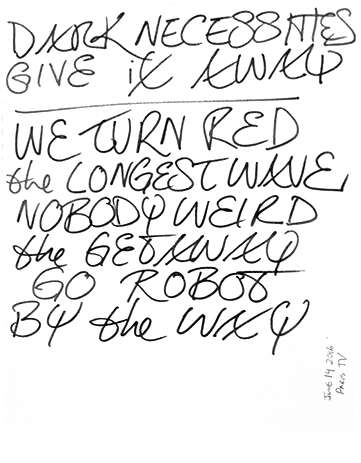 DARK NECESSITIES
GIVE iT AWAY
WE TURN RED
the LONGEST WAVE
NOBODY WEIRD
the GETAWAY
GO ROBOT
BY the WAY
JUNE 14 2016
PARIS TV